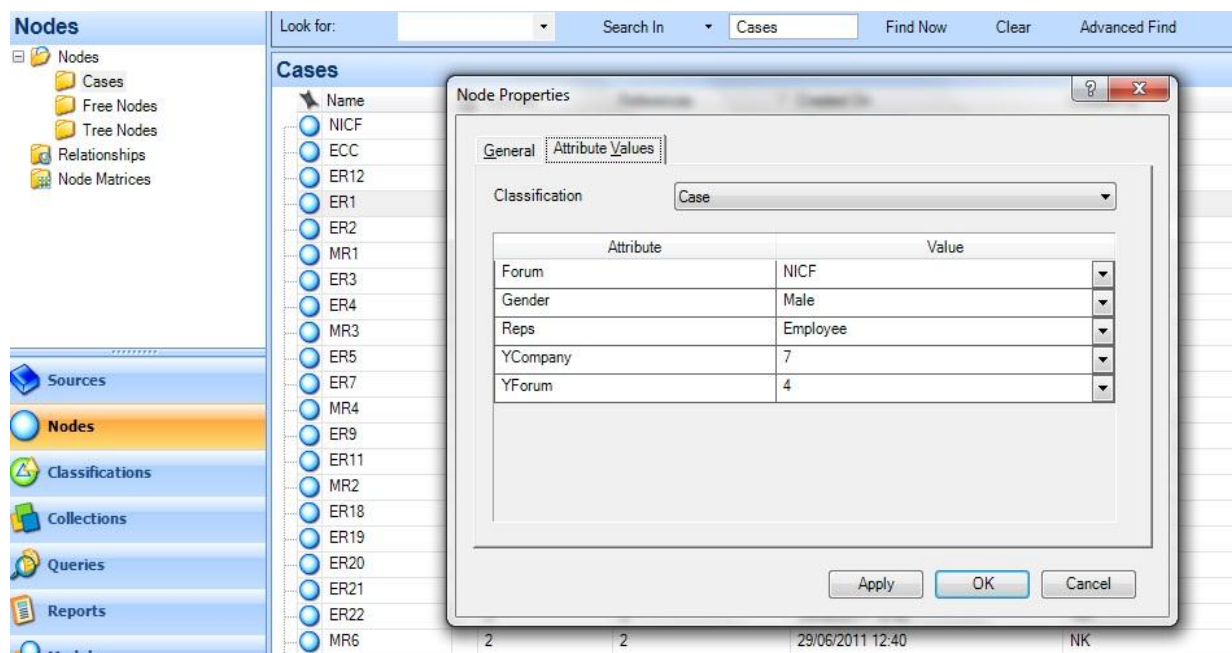 Nodes
Look for:
Search In
Cases
Find Now
Clear
Advanced Find
Nodes
Cases
Free Nodes
Tree Nodes
Relationships
Node Matrices
Sources
Nodes
Classifications
Collections
Queries
Reports
Cases
Name
NICF
ECC
ER12
ER1
ER2
MR1
ER3
ER4
MR3
ER5
ER7
MR4
ER9
ER11
MR2
ER18
ER19
ER20
ER21
ER22
MR6 2 2 29/06/2011 12:40 NK
Node Properties
General Attribute Values
Classification Case
Attribute Value
Forum NICF
Gender Male
Reps Employee
YCompany 7
YForum 4
Apply OK Cancel